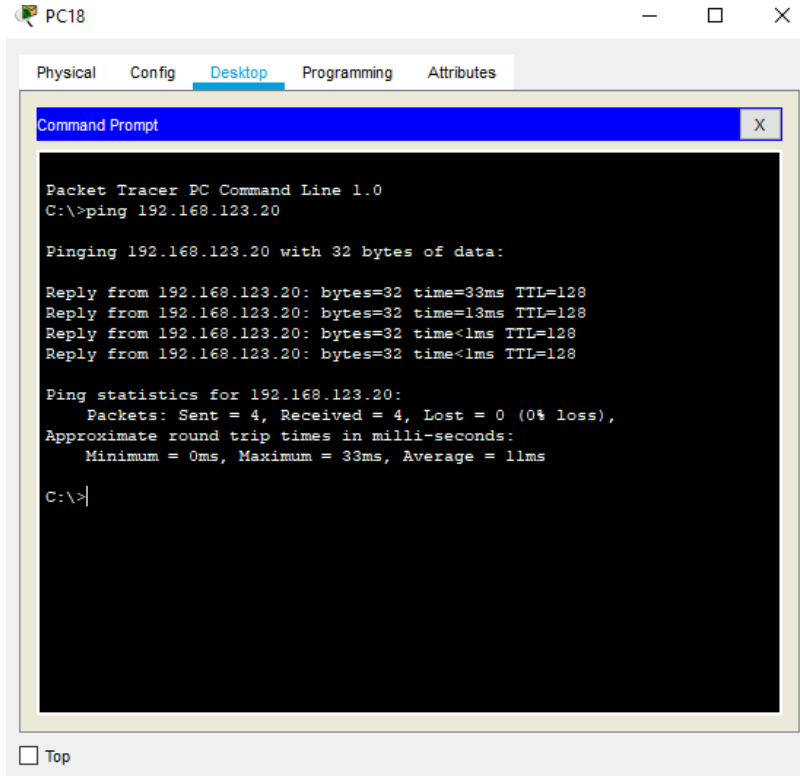 PC18
Physical Config Desktop Programming Attributes
Command Prompt X
Packet Tracer PC Command Line 1.0
C:\>ping 192.168.123.20
Pinging 192.168.123.20 with 32 bytes of data:
Reply from 192.168.123.20: bytes=32 time=33ms TTL=128
Reply from 192.168.123.20: bytes=32 time=13ms TTL=128
Reply from 192.168.123.20: bytes=32 time<1ms TTL=128
Reply from 192.168.123.20: bytes=32 time<1ms TTL=128
Ping statistics for 192.168.123.20:
Packets: Sent = 4, Received = 4, Lost = 0 (0% loss),
Approximate round trip times in milli-seconds:
Minimum = 0ms, Maximum = 33ms, Average = 11ms
C:\>
Top